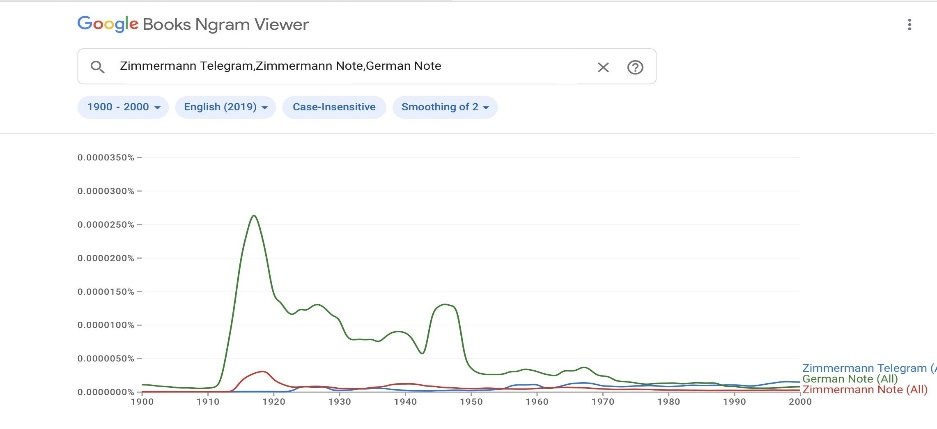 Google Books Ngram Viewer
Zimmermann Telegram,Zimmermann Note,German Note
1900 - 2000 English (2019) Case-Insensitive Smoothing of 2
0.0000350%
0.0000300%
0.0000250%
0.0000200%
0.0000150%
0.0000100%
0.0000050%
0.0000000%
1900 1910 1920 1930 1940 1950 1960 1970 1980 1990 2000
Zimmermann Telegram (A
German Note (All)
Zimmermann Note (All)